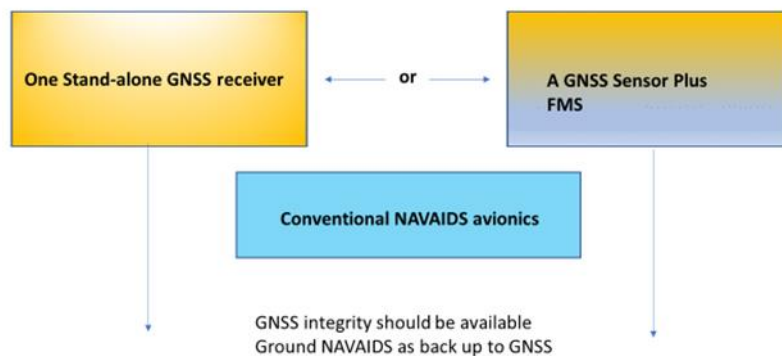 One Stand-alone GNSS receiver
or
A GNSS Sensor Plus
FMS
Conventional NAVAIDS avionics
GNSS integrity should be available
Ground NAVAIDS as back up to GNSS